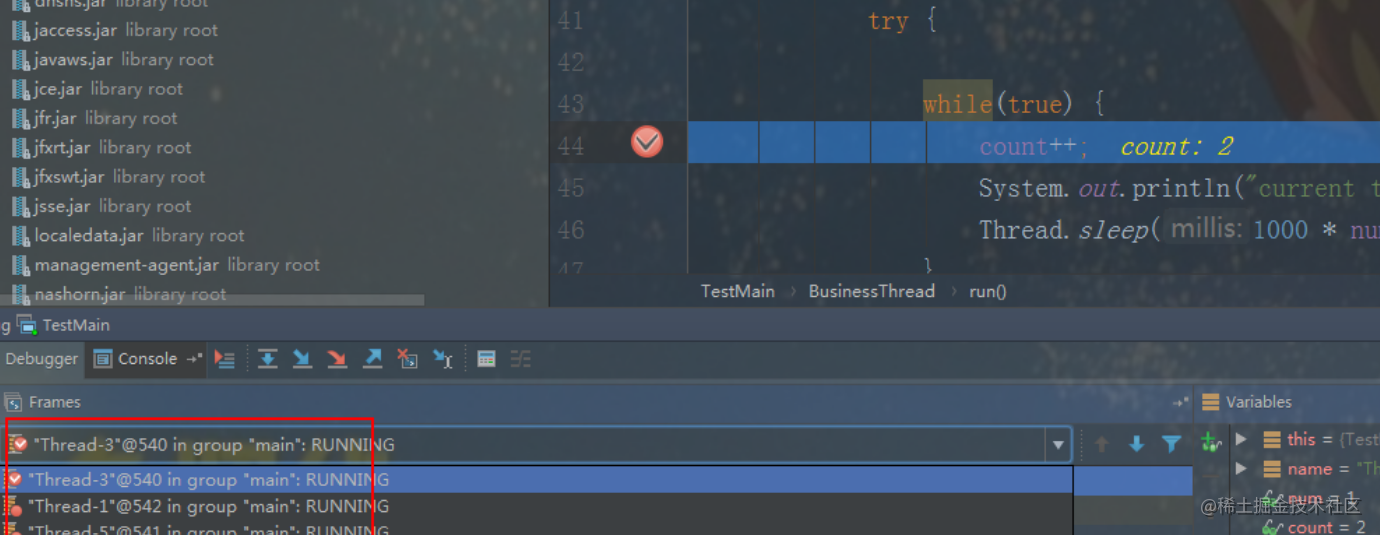 dnsns.jar library root
jaccess.jar library root
javaws.jar library root
jce.jar library root
jfr.jar library root
jfxrt.jar library root
jfxswt.jar library root
jsse.jar library root
localedata.jar library root
management-agent.jar library root
nashorn.jar library root
41 try {
42
43 while(true) {
44 count++; count: 2
45 System.out.println("current t
46 Thread.sleep( millis: 1000 * nu
47 }
TestMain › BusinessThread › run()
g TestMain
Debugger Console
Frames
Variables
"Thread-3"@540 in group "main": RUNNING
"Thread-3"@540 in group "main": RUNNING
"Thread-1"@542 in group "main": RUNNING
"Thread-5"@541 in group "main": RUNNING
this = {Test
name = "Th
num = 1
count = 2
@稀土掘金技术社区